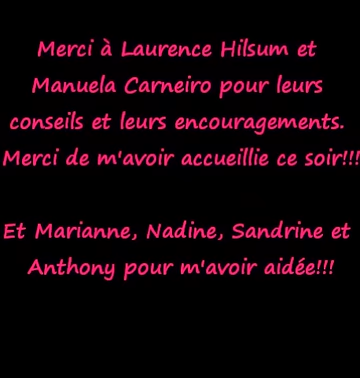 Merci à Laurence Hilsum et
Manuela Carneiro pour leurs
conseils et leurs encouragements.
Merci de m'avoir accueillie ce soir!!!
Et Marianne, Nadine, Sandrine et
Anthony pour m'avoir aidée!!!